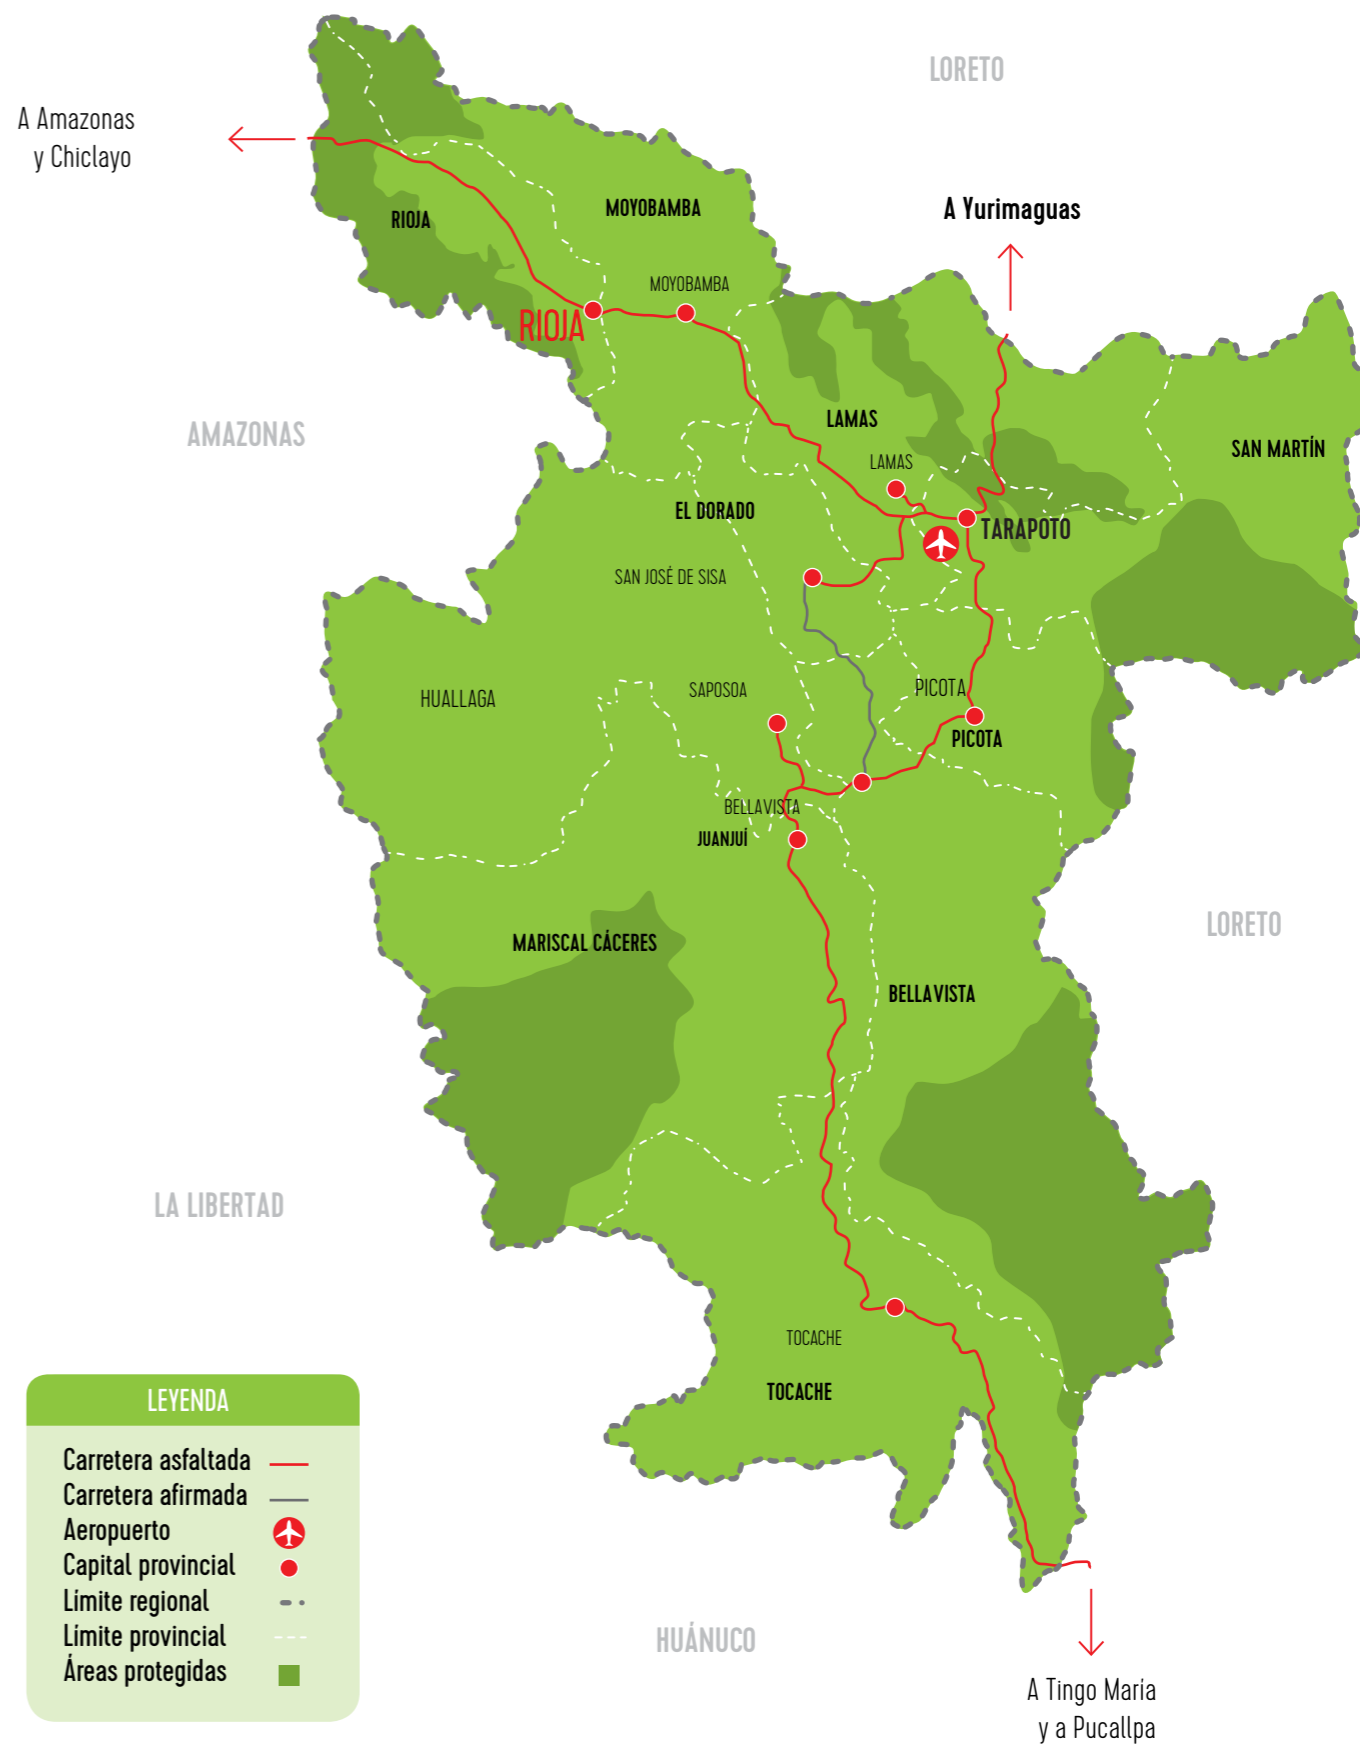 LORETO
A Amazonas
y Chiclayo
A Yurimaguas
RIOJA
MOYOBAMBA
MOYOBAMBA
RIOJA
AMAZONAS
LAMAS
LAMAS
SAN MARTÍN
EL DORADO
TARAPOTO
SAN JOSÉ DE SISA
HUALLAGA
SAPOSOA
PICOTA
PICOTA
BELLAVISTA
JUANJUÍ
LORETO
MARISCAL CÁCERES
BELLAVISTA
LA LIBERTAD
TOCACHE
TOCACHE
LEYENDA
Carretera asfaltada
Carretera afirmada
Aeropuerto
Capital provincial
Límite regional
Límite provincial
Áreas protegidas
HUÁNUCO
A Tingo María
y a Pucallpa